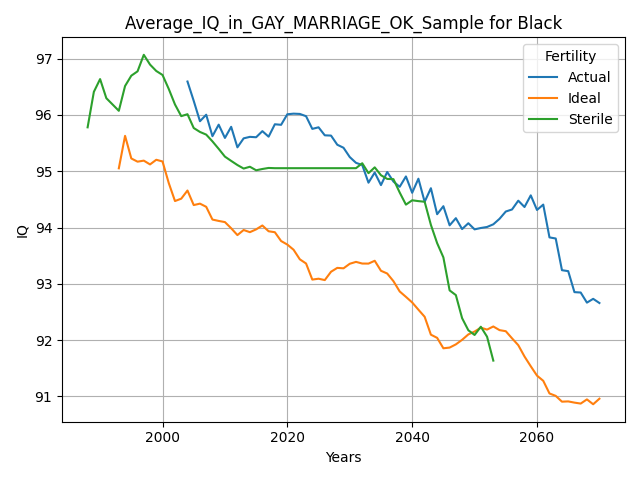 Average_IQ_in_GAY_MARRIAGE_OK_Sample for Black
Fertility
Actual
Ideal
Sterile
IQ
97
96
95
94
93
92
91
2000 2020 2040 2060
Years